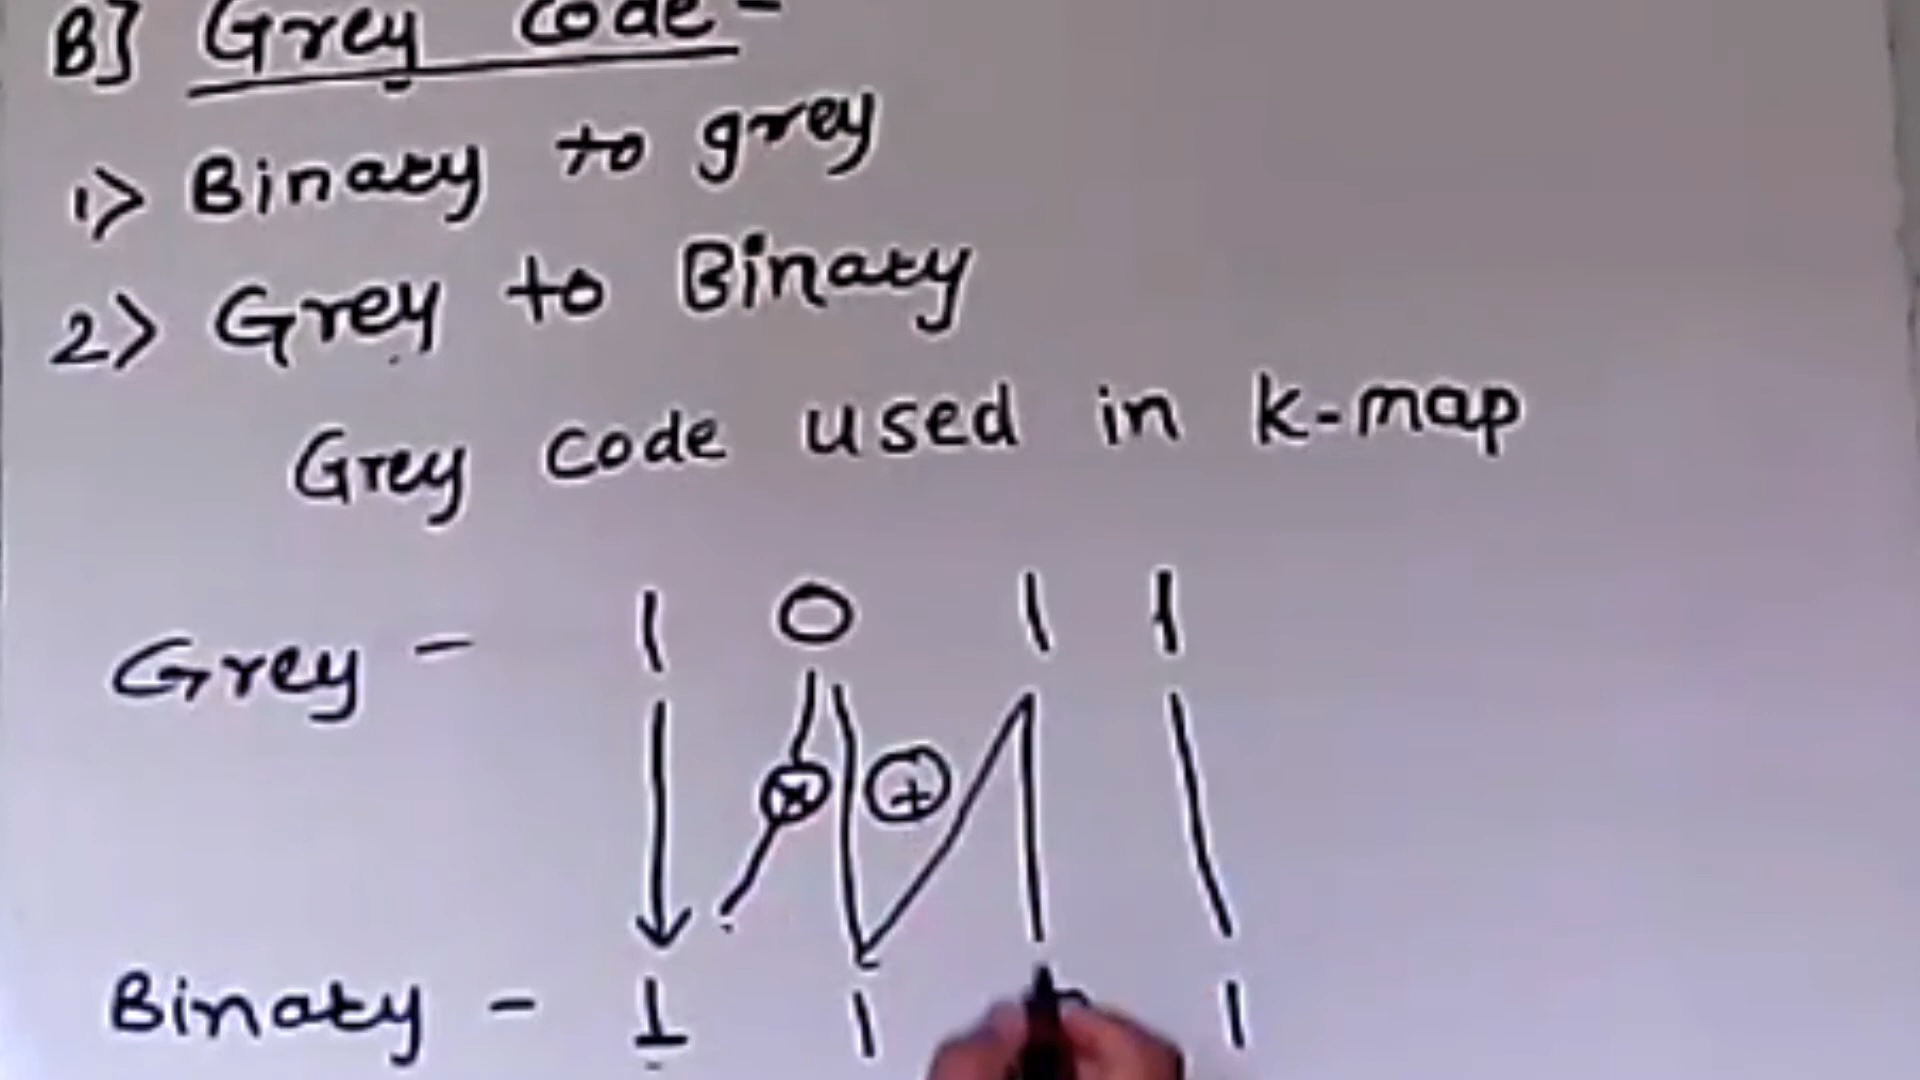 B] Grey code-
1> Binary to grey
2> Grey to Binary
Grey code used in k-map
Grey - 1 0 1 1
Binary - 1 1 1